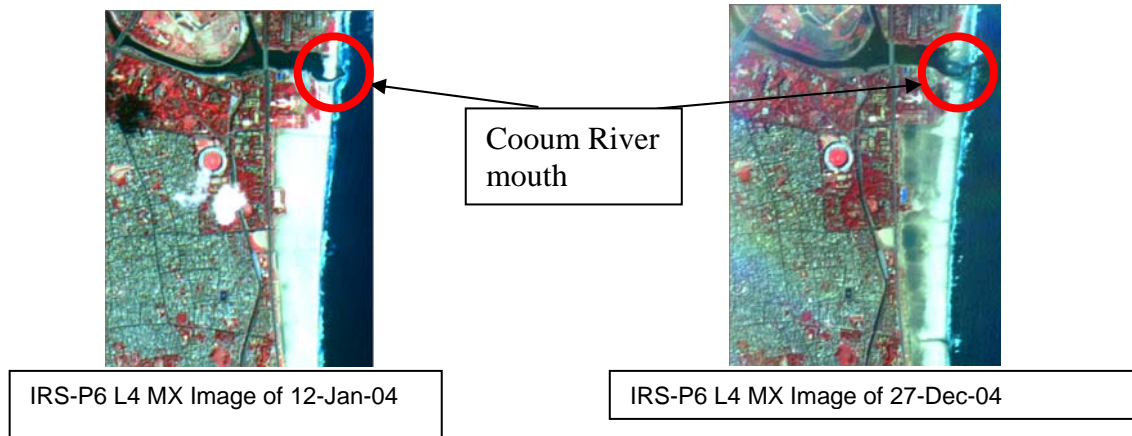 Cooum River
mouth
IRS-P6 L4 MX Image of 12-Jan-04
IRS-P6 L4 MX Image of 27-Dec-04